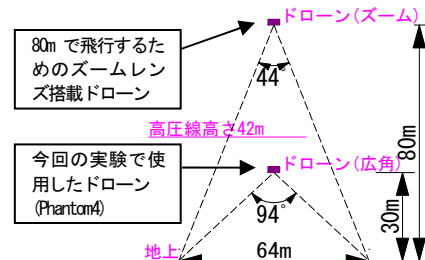 ドローン(ズーム)
80m で飛行するた
めのズームレン
ズ搭載ドローン
44°
高圧線高さ42m
80m
今回の実験で使
用したドローン
(Phantom4)
ドローン(広角)
94°
30m
地上
64m